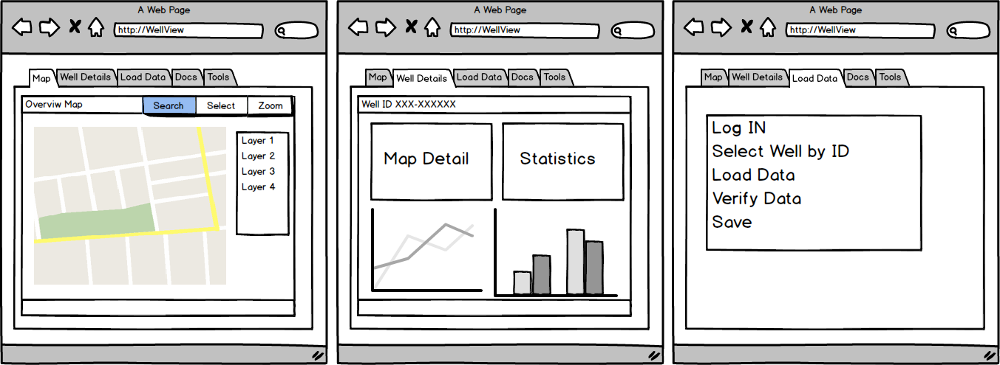 A Web Page
http://WellView
Map Well Details Load Data Docs Tools
Overviw Map Search Select Zoom
Layer 1
Layer 2
Layer 3
Layer 4
A Web Page
http://WellView
Map Well Details Load Data Docs Tools
Well ID XXX-XXXXXX
Map Detail Statistics
A Web Page
http://WellView
Map Well Details Load Data Docs Tools
Log IN
Select Well by ID
Load Data
Verify Data
Save